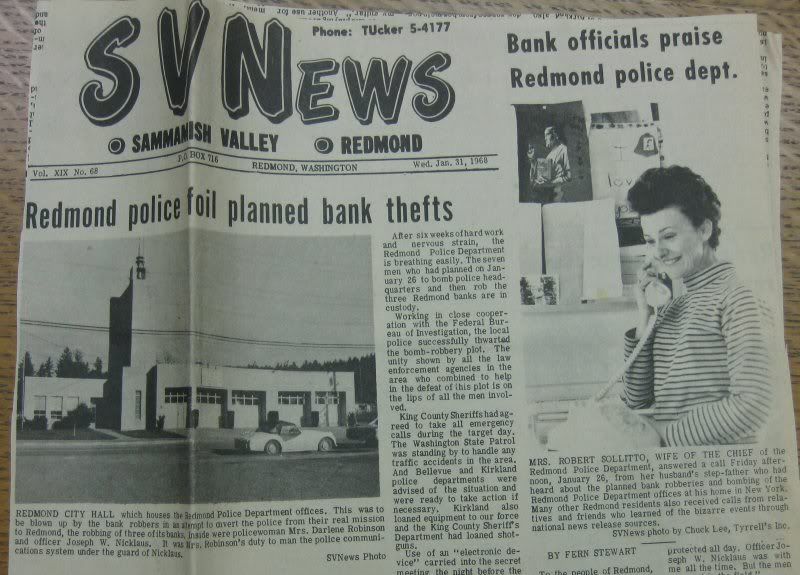 Phone: TUcker 5-4177
SVNEWS
SAMMAMISH VALLEY REDMOND
P.O. BOX 716
Vol. XIX No. 68 REDMOND, WASHINGTON Wed. Jan. 31, 1968
Redmond police foil planned bank thefts
After six weeks of hard work
and nervous strain, the
Redmond Police Department
is breathing easily. The seven
men who had planned on Jan-
uary 26 to bomb police head-
quarters and then rob the
three Redmond banks are in
custody.
Working in close cooper-
ation with the Federal Bur-
eau of Investigation, the local
police successfully thwarted
the bomb-robbery plot. The
unity shown by all the law
enforcement agencies in the
area who combined to help
in the defeat of this plot is on
the lips of all the men invol-
ved.
King County Sheriffs had ag-
reed to take all emergency
calls during the target day.
The Washington State Patrol
was standing by to handle any
traffic accidents in the area.
And Bellevue and Kirkland
police departments were
advised of the situation and
were ready to take action if
necessary. Kirkland also
loaned equipment to our force
and the King County Sheriff's
Department had loaned shot-
guns.
Use of an "electronic de-
vice" carried into the secret
meeting the night before the
REDMOND CITY HALL which houses the Redmond Police Department offices. This was to
be blown up by the bank robbers in an attempt to divert the police from their real mission
to Redmond, the robbing of three of its banks. Inside were policewoman Mrs. Darlene Robinson
and officer Joseph W. Nicklaus. It was Mrs. Robinson's duty to man the police communi-
cations system under the guard of Nicklaus.
SVNews Photo
Bank officials praise
Redmond police dept.
I
love
MRS. ROBERT SOLLITTO, WIFE OF THE CHIEF of the
Redmond Police Department, answered a call Friday after-
noon, January 26, from her husband's step-father who had
heard about the planned bank robberies and bombing of the
Redmond Police Department offices at his home in New York.
Many other Redmond residents also received calls from rela-
tives and friends who learned of the bizarre events through
national news release sources.
SVNews photo by Chuck Lee, Tyrrell's Inc.
BY FERN STEWART
To the people of Redmond,
protected all day. Officer Jo-
seph W. Nicklaus was with
me all the time. But the men